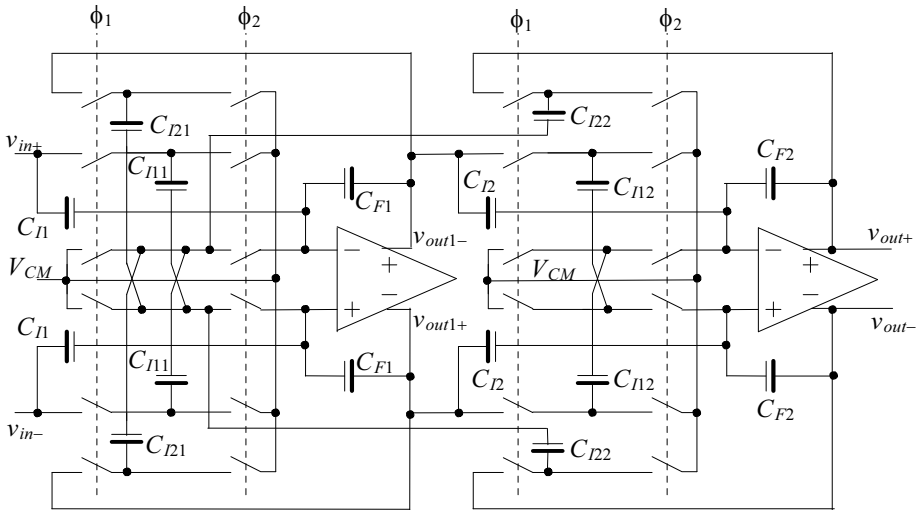 ϕ1 ϕ2 ϕ1 ϕ2
CI21 CI22
vin+
CI11 CF1 CI2 CI12 CF2
CI1
− vout1- − vout+
VCM + VCM +
− −
+ vout1+ + vout−
CI1
CI11 CF1 CI2 CI12 CF2
vin−
CI21 CI22